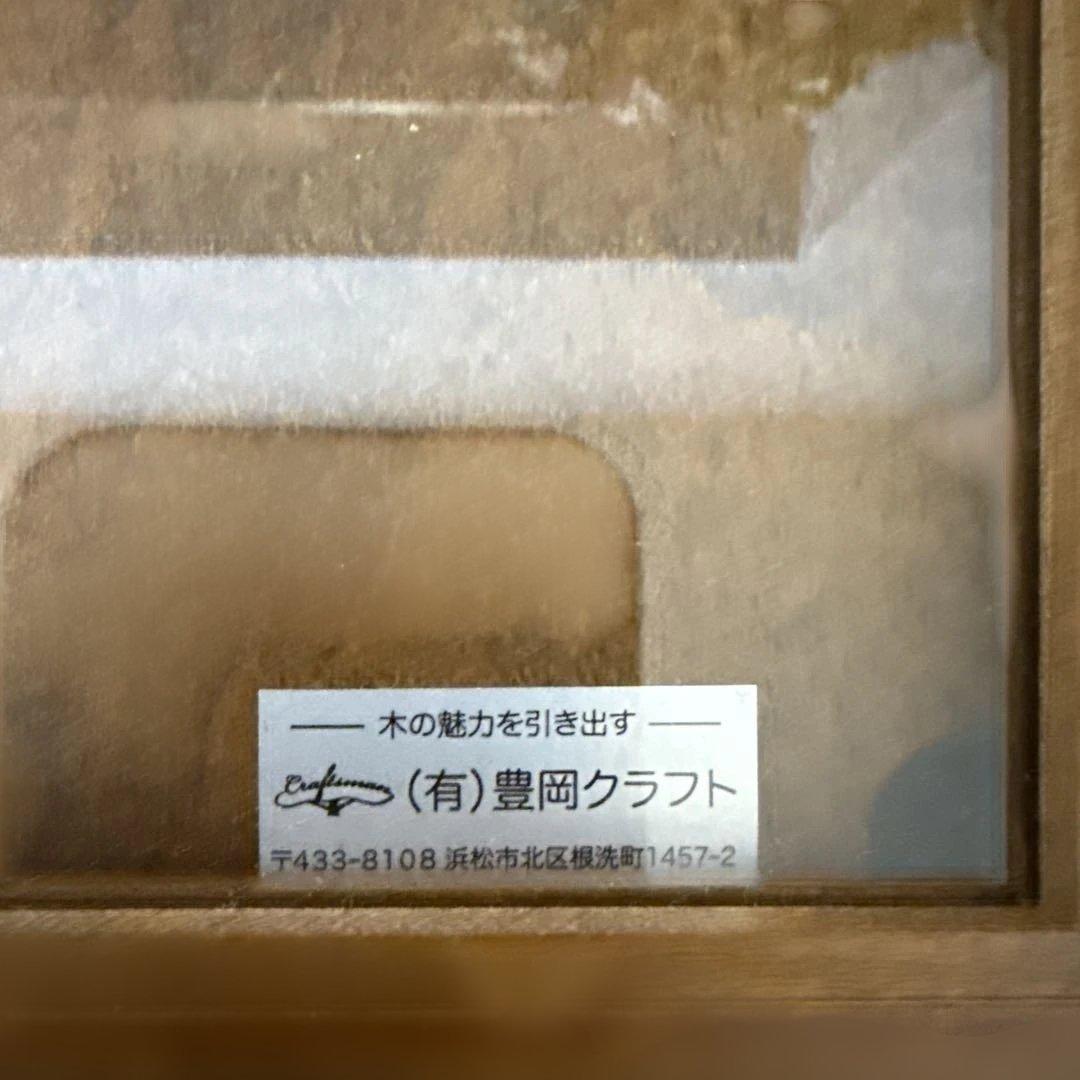 木の魅力を引き出す
Craftsman (有)豊岡クラフト
〒433-8108 浜松市北区根洗町1457-2